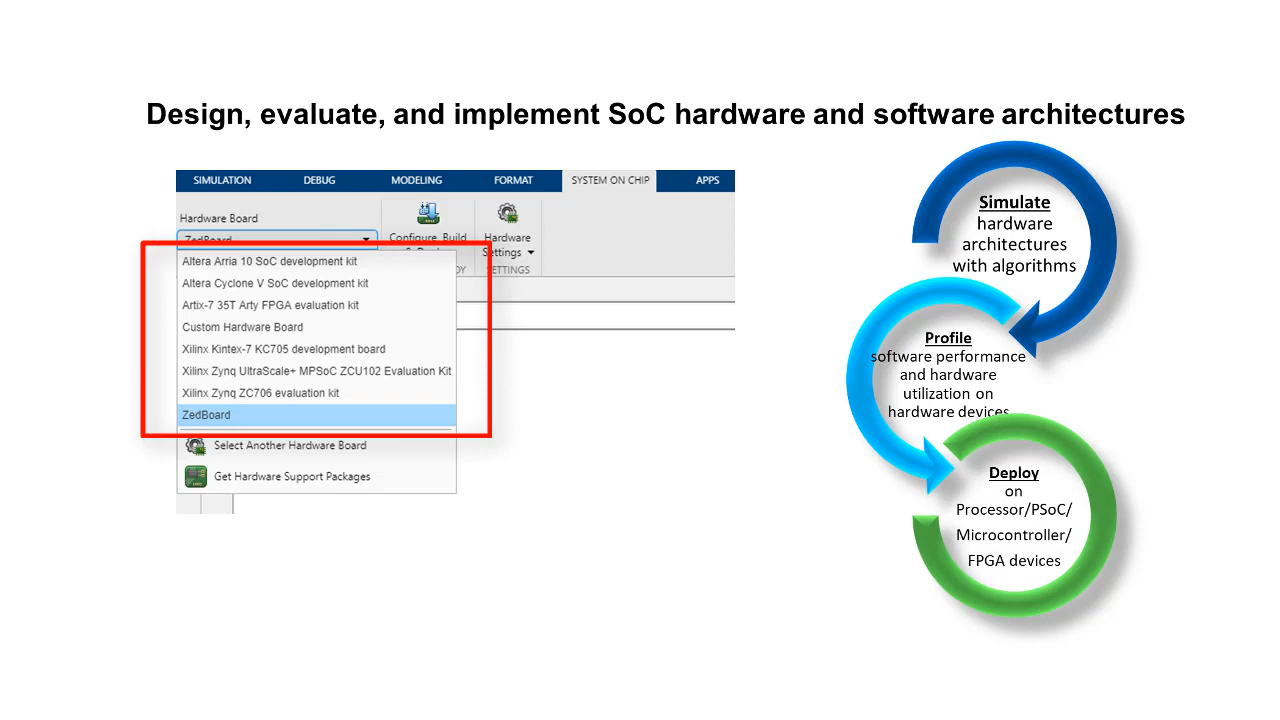 Design, evaluate, and implement SoC hardware and software architectures
SIMULATION DEBUG MODELING FORMAT SYSTEM ON CHIP APPS
Hardware Board
ZedBoard
Configure, Build
Hardware
Settings
SETTINGS
Altera Arria 10 SoC development kit
Altera Cyclone V SoC development kit
Artix-7 35T Arty FPGA evaluation kit
Custom Hardware Board
Xilinx Kintex-7 KC705 development board
Xilinx Zynq UltraScale+ MPSoC ZCU102 Evaluation Kit
Xilinx Zynq ZC706 evaluation kit
ZedBoard
Select Another Hardware Board
Get Hardware Support Packages
Simulate
hardware
architectures
with algorithms
Profile
software performance
and hardware
utilization on
hardware devices
Deploy
on
Processor/PSoC/
Microcontroller/
FPGA devices